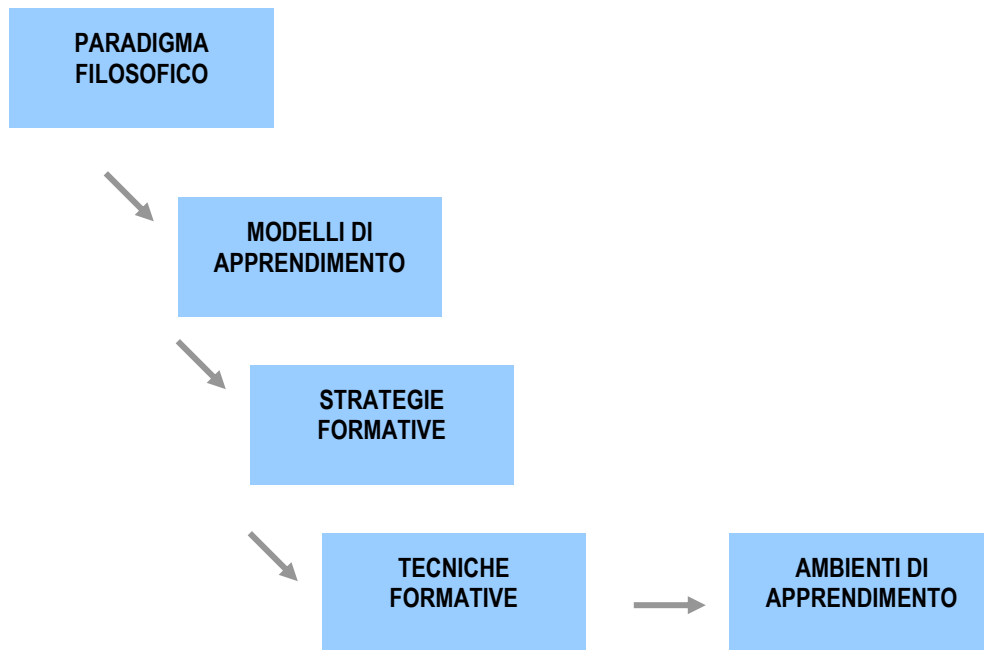 PARADIGMA
FILOSOFICO
MODELLI DI
APPRENDIMENTO
STRATEGIE
FORMATIVE
TECNICHE
FORMATIVE
AMBIENTI DI
APPRENDIMENTO